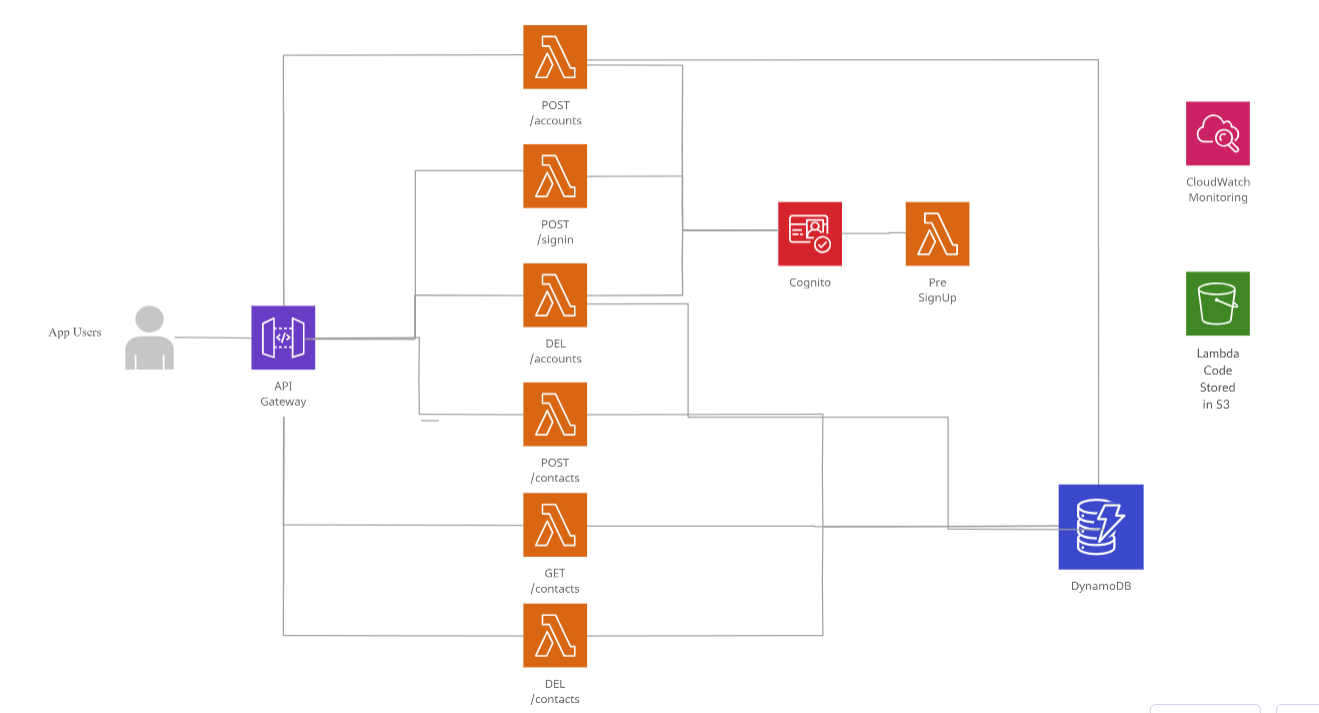 POST
/accounts
POST
/signin
DEL
/accounts
POST
/contacts
GET
/contacts
DEL
/contacts
App Users
API
Gateway
Cognito
Pre
SignUp
DynamoDB
CloudWatch
Monitoring
Lambda
Code
Stored
in S3